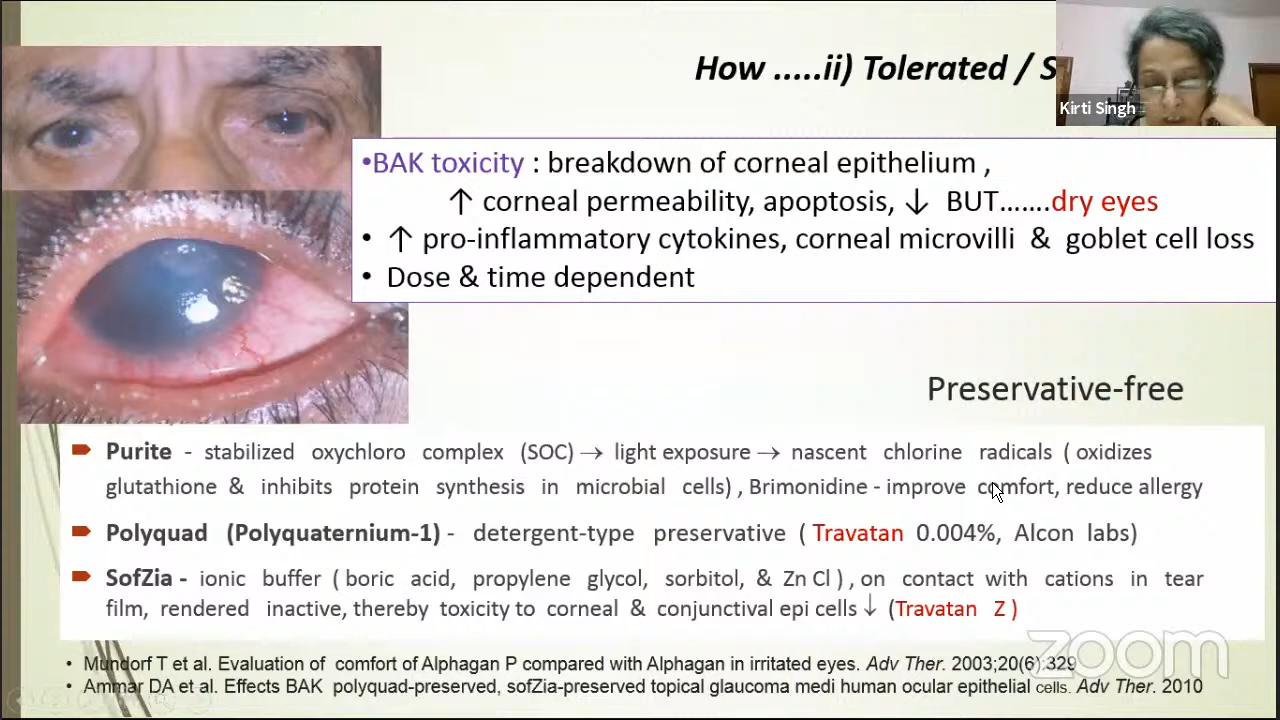 How .....ii) Tolerated / S
Kirti Singh
•BAK toxicity : breakdown of corneal epithelium ,
↑ corneal permeability, apoptosis, ↓ BUT.......dry eyes
• ↑ pro-inflammatory cytokines, corneal microvilli & goblet cell loss
• Dose & time dependent
Preservative-free
Purite - stabilized oxychloro complex (SOC) → light exposure → nascent chlorine radicals ( oxidizes
glutathione & inhibits protein synthesis in microbial cells) , Brimonidine - improve comfort, reduce allergy
Polyquad (Polyquaternium-1) - detergent-type preservative ( Travatan 0.004%, Alcon labs)
SofZia - ionic buffer ( boric acid, propylene glycol, sorbitol, & Zn Cl ) , on contact with cations in tear
film, rendered inactive, thereby toxicity to corneal & conjunctival epi cells ↓ (Travatan Z )
zoom
• Mundorf T et al. Evaluation of comfort of Alphagan P compared with Alphagan in irritated eyes. Adv Ther. 2003;20(6):329
• Ammar DA et al. Effects BAK polyquad-preserved, sofZia-preserved topical glaucoma medi human ocular epithelial cells. Adv Ther. 2010